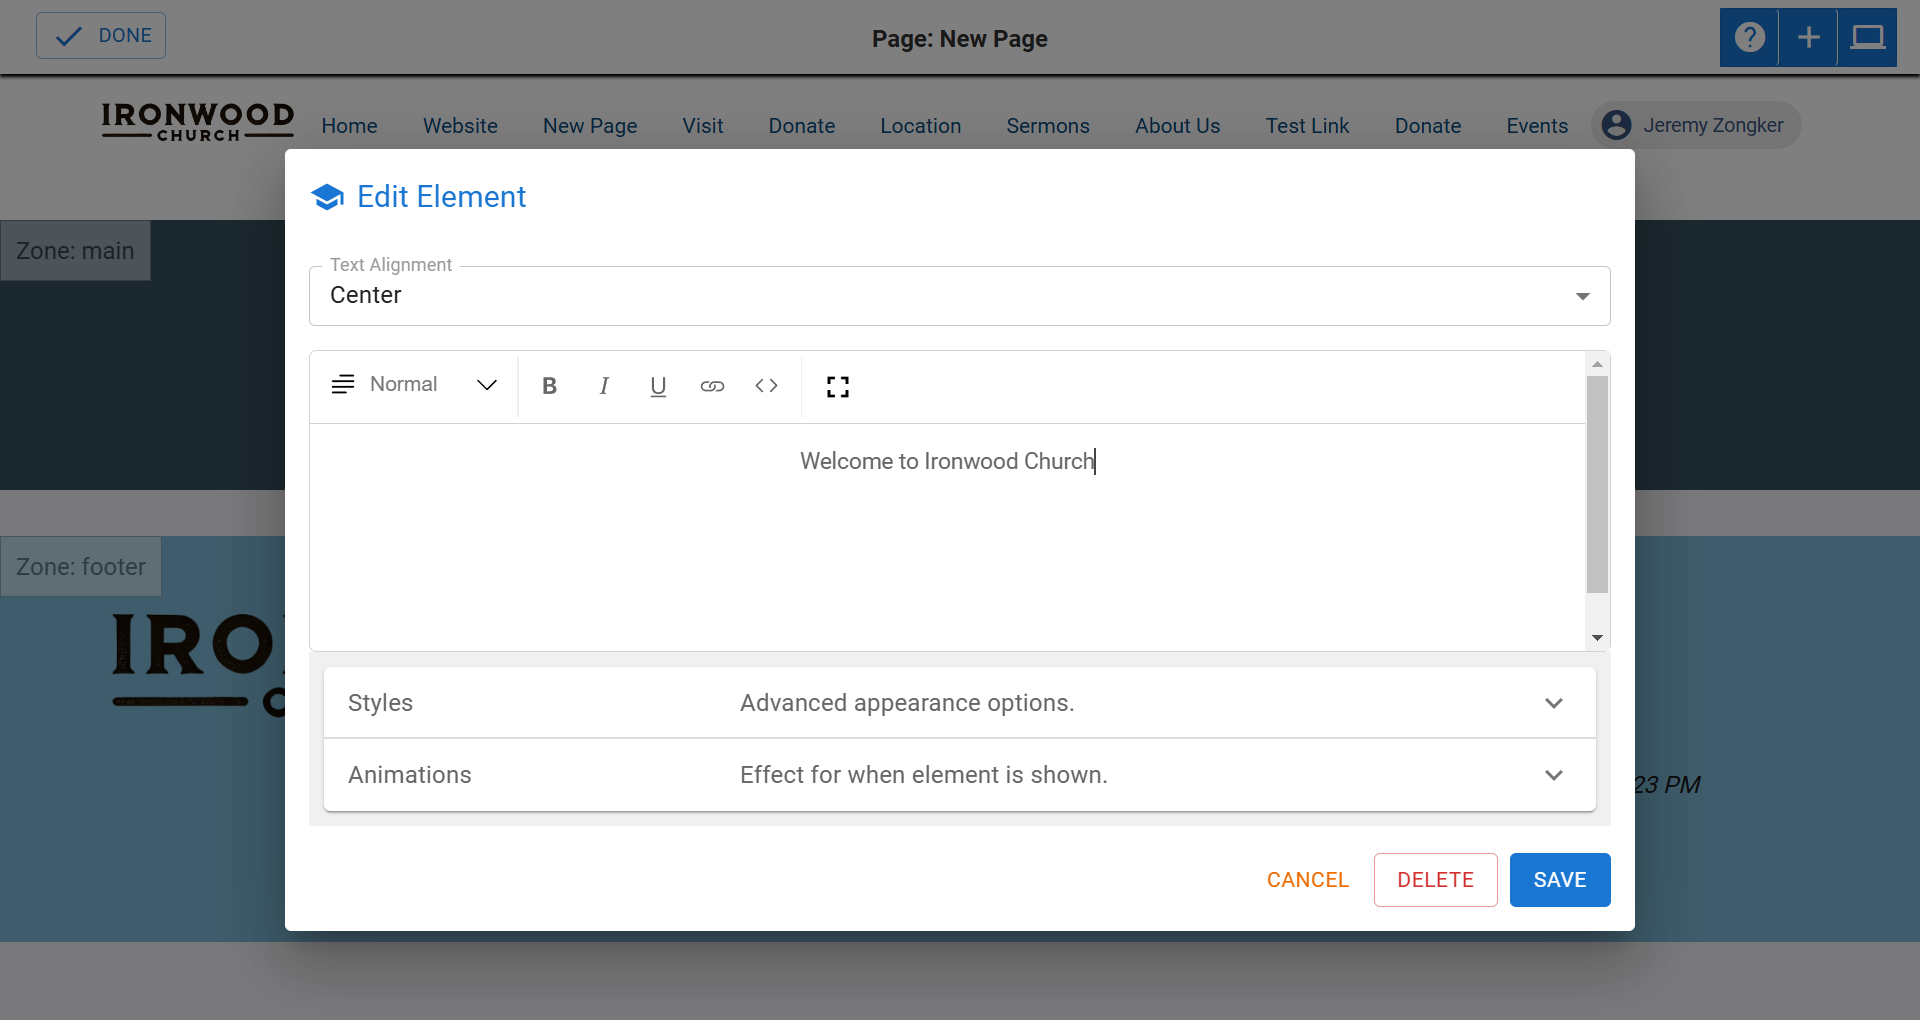 DONE
Page: New Page
IRONWOOD
CHURCH
Home Website New Page Visit Donate Location Sermons About Us Test Link Donate Events Jeremy Zongker
Edit Element
Zone: main
Text Alignment
Center
Normal B I U
Welcome to Ironwood Church
Zone: footer
IRO
C
Styles Advanced appearance options.
Animations Effect for when element is shown.
23 PM
CANCEL DELETE SAVE